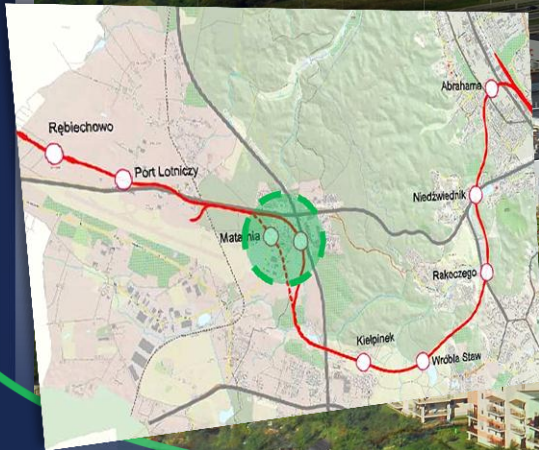 Abrahama
Rębiechowo
Port Lotniczy
Niedźwiednik
Matarnia
Rakoczego
Kiełpinek
Wróbla Staw